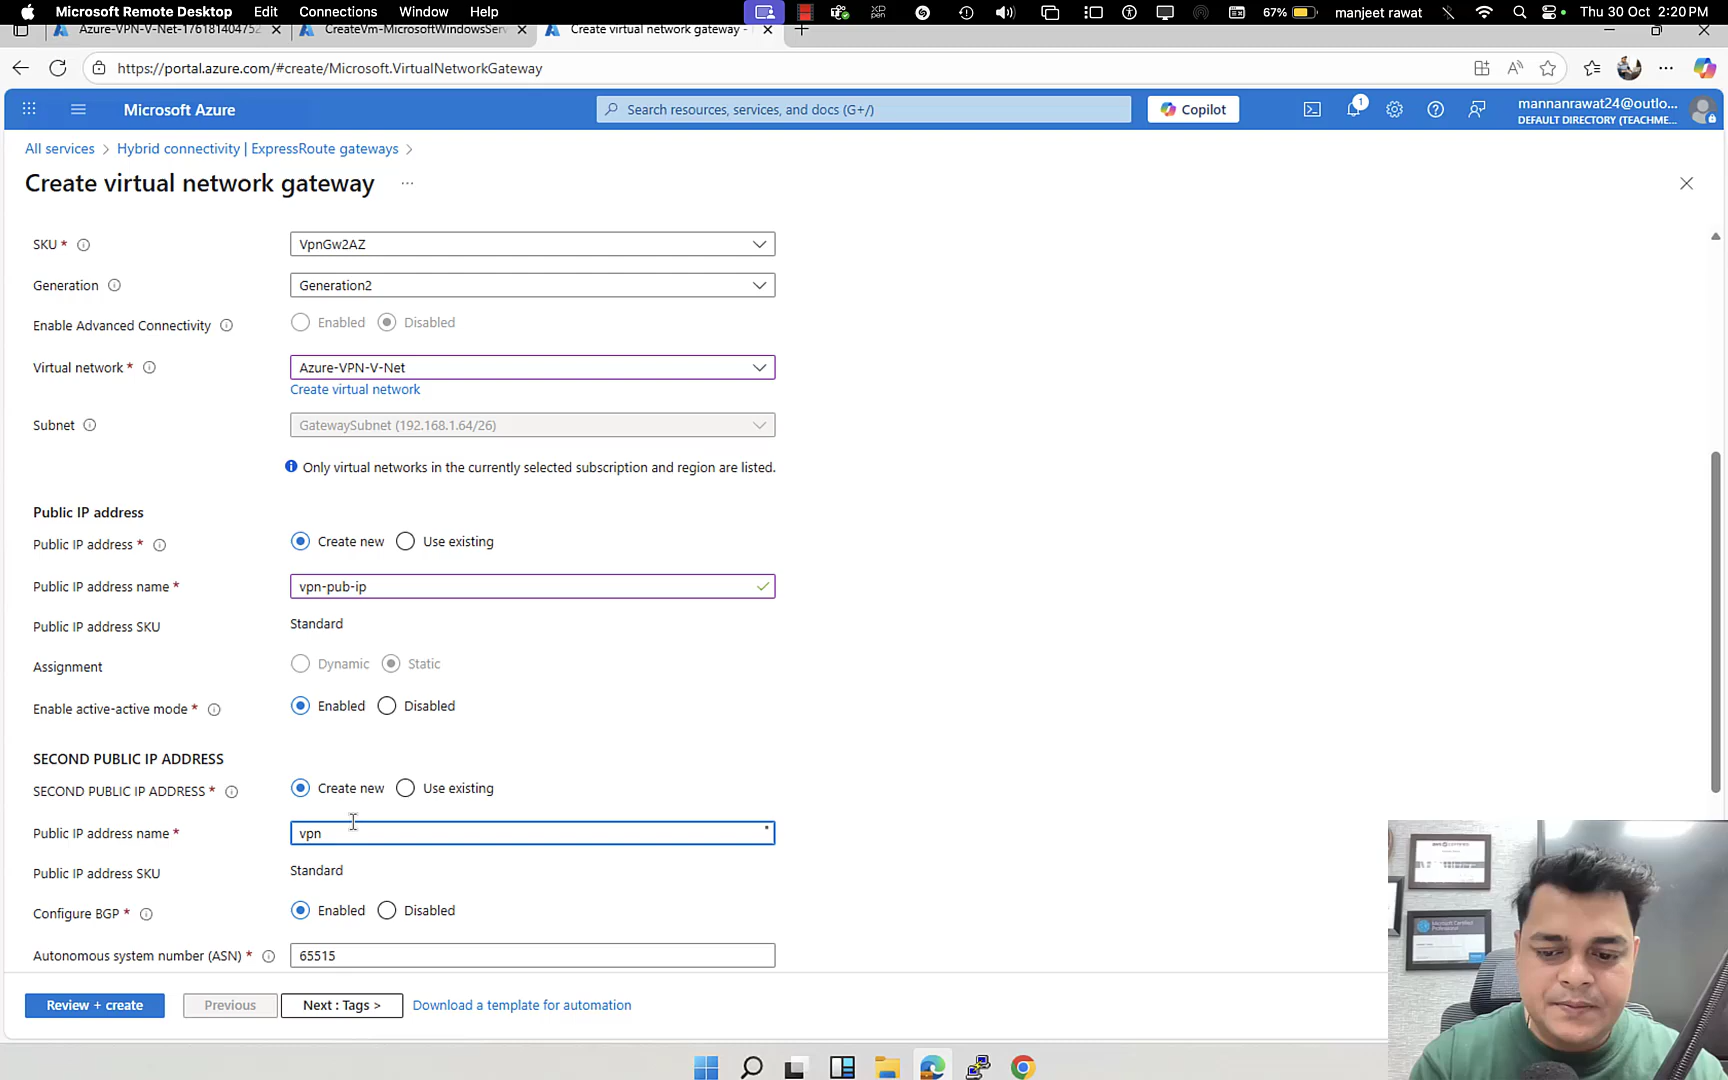 Microsoft Remote Desktop Edit Connections Window Help 67% manjeet rawat Thu 30 Oct 2:20 PM
Azure-VPN-V-Net-176181404752 CreateVm-MicrosoftWindowsServ Create virtual network gateway -
https://portal.azure.com/#create/Microsoft.VirtualNetworkGateway
Microsoft Azure
Search resources, services, and docs (G+/)
Copilot
1
mannanrawat24@outlo...
DEFAULT DIRECTORY (TEACHME...
All services > Hybrid connectivity | ExpressRoute gateways >
Create virtual network gateway ...
SKU * VpnGw2AZ
Generation Generation2
Enable Advanced Connectivity Enabled Disabled
Virtual network * Azure-VPN-V-Net
Create virtual network
Subnet GatewaySubnet (192.168.1.64/26)
Only virtual networks in the currently selected subscription and region are listed.
Public IP address
Public IP address * Create new Use existing
Public IP address name * vpn-pub-ip
Public IP address SKU Standard
Assignment Dynamic Static
Enable active-active mode * Enabled Disabled
SECOND PUBLIC IP ADDRESS
SECOND PUBLIC IP ADDRESS * Create new Use existing
Public IP address name * vpn
Public IP address SKU Standard
Configure BGP * Enabled Disabled
Autonomous system number (ASN) * 65515
Review + create Previous Next : Tags > Download a template for automation